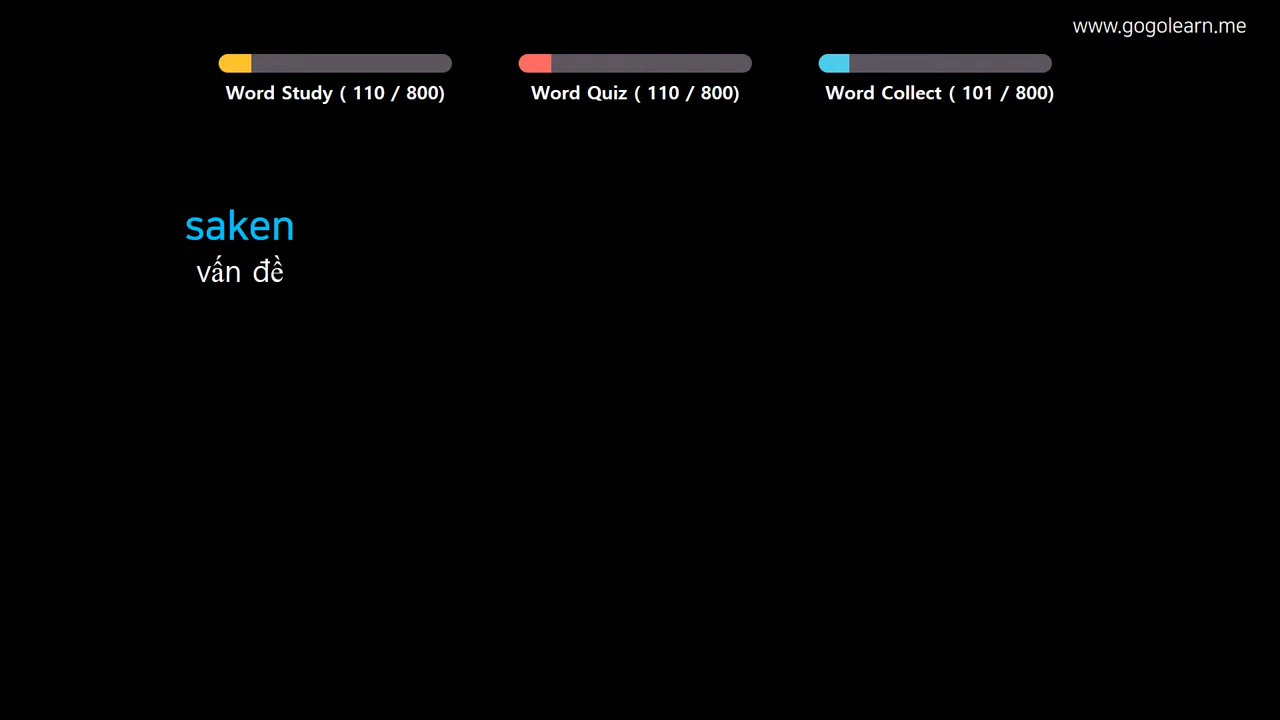 www.gogolearn.me
Word Study ( 110 / 800)
Word Quiz ( 110 / 800)
Word Collect ( 101 / 800)
saken
vấn đề